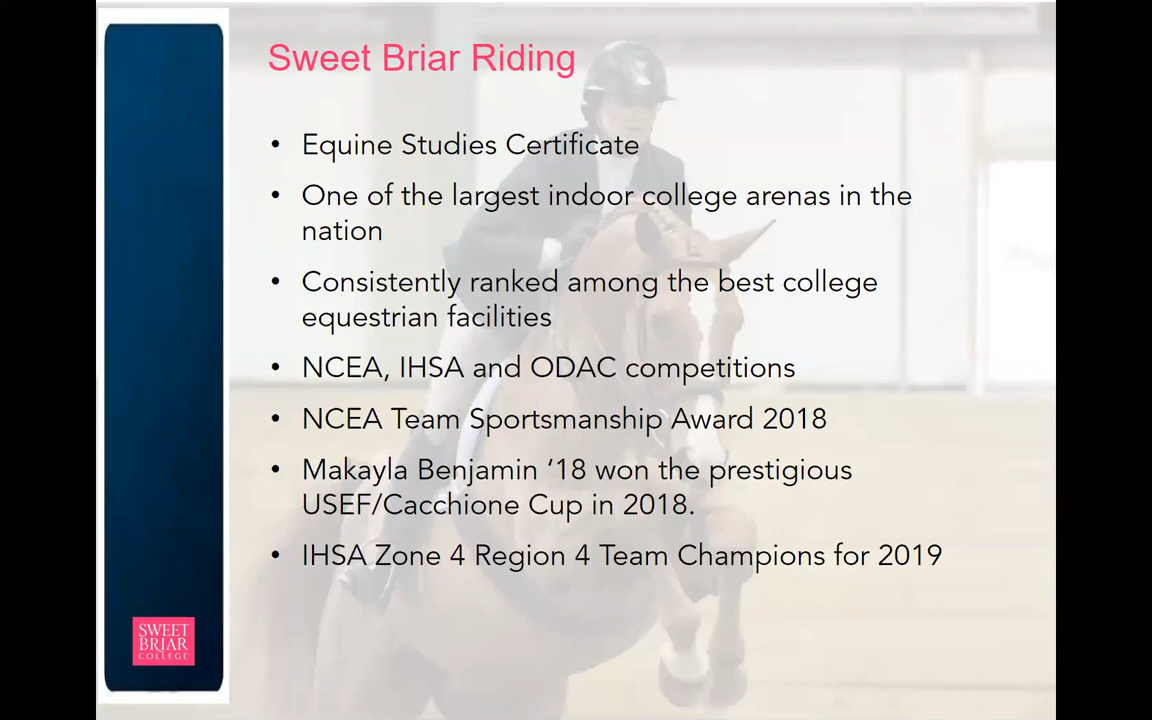 Sweet Briar Riding
• Equine Studies Certificate
• One of the largest indoor college arenas in the
nation
• Consistently ranked among the best college
equestrian facilities
• NCEA, IHSA and ODAC competitions
• NCEA Team Sportsmanship Award 2018
• Makayla Benjamin ‘18 won the prestigious
USEF/Cacchione Cup in 2018.
• IHSA Zone 4 Region 4 Team Champions for 2019
SWEET
BRIAR
COLLEGE